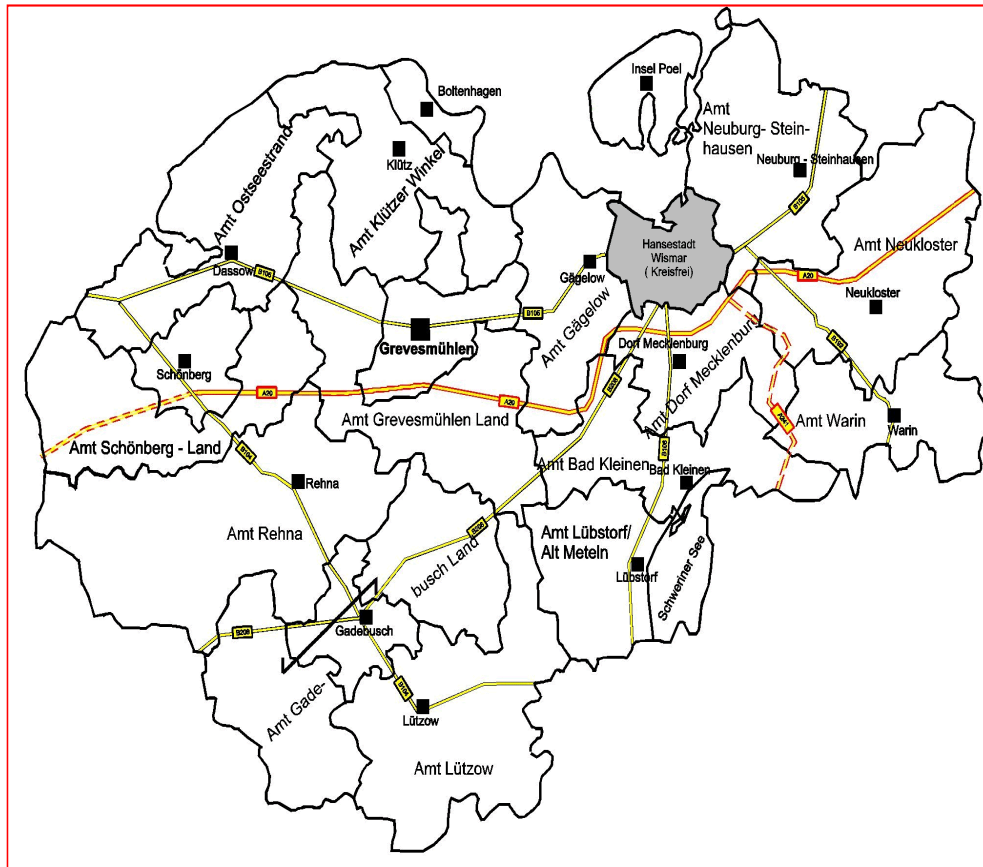 Insel Poel
Boltenhagen
Amt
Neuburg- Stein-
hausen
Klütz
Neuburg - Steinhausen
Amt Ostseestrand
Amt Klützer Winkel
B105
Hansestadt
Wismar
( Kreisfrei)
Amt Neukloster
Dassow
B105
Gägelow
A20
Neukloster
B105
Grevesmühlen
Amt Gägelow
Dorf Mecklenburg
B192
Schönberg
A20
A20
B208
Amt Dorf Mecklenburg
A241
Amt Grevesmühlen Land
Amt Warin
Warin
Amt Schönberg - Land
B104
B106
Amt Bad Kleinen
Bad Kleinen
Rehna
Amt Rehna
B208
Amt Lübstorf/
Alt Meteln
busch Land
Lübstorf
Schweriner See
B208
Gadebusch
Amt Gade-
B104
Lützow
Amt Lützow